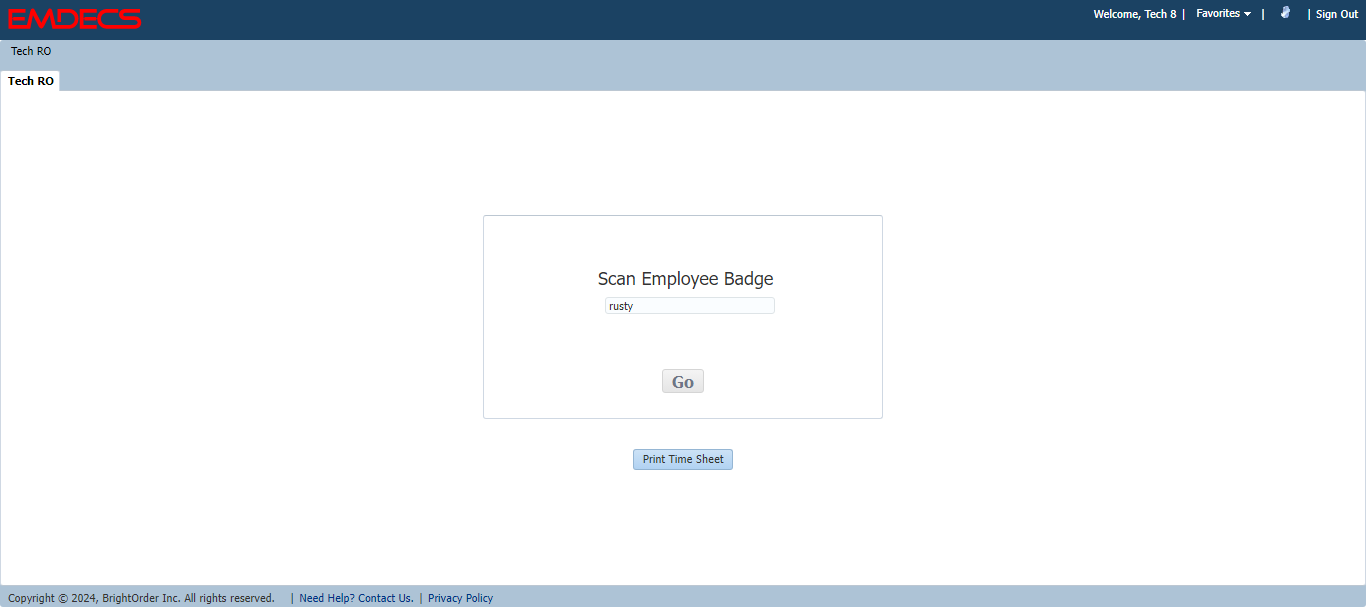 EMDECS
Welcome, Tech 8 | Favorites | | Sign Out
Tech RO
Tech RO
Scan Employee Badge
rusty
Go
Print Time Sheet
Copyright © 2024, BrightOrder Inc. All rights reserved. | Need Help? Contact Us. | Privacy Policy